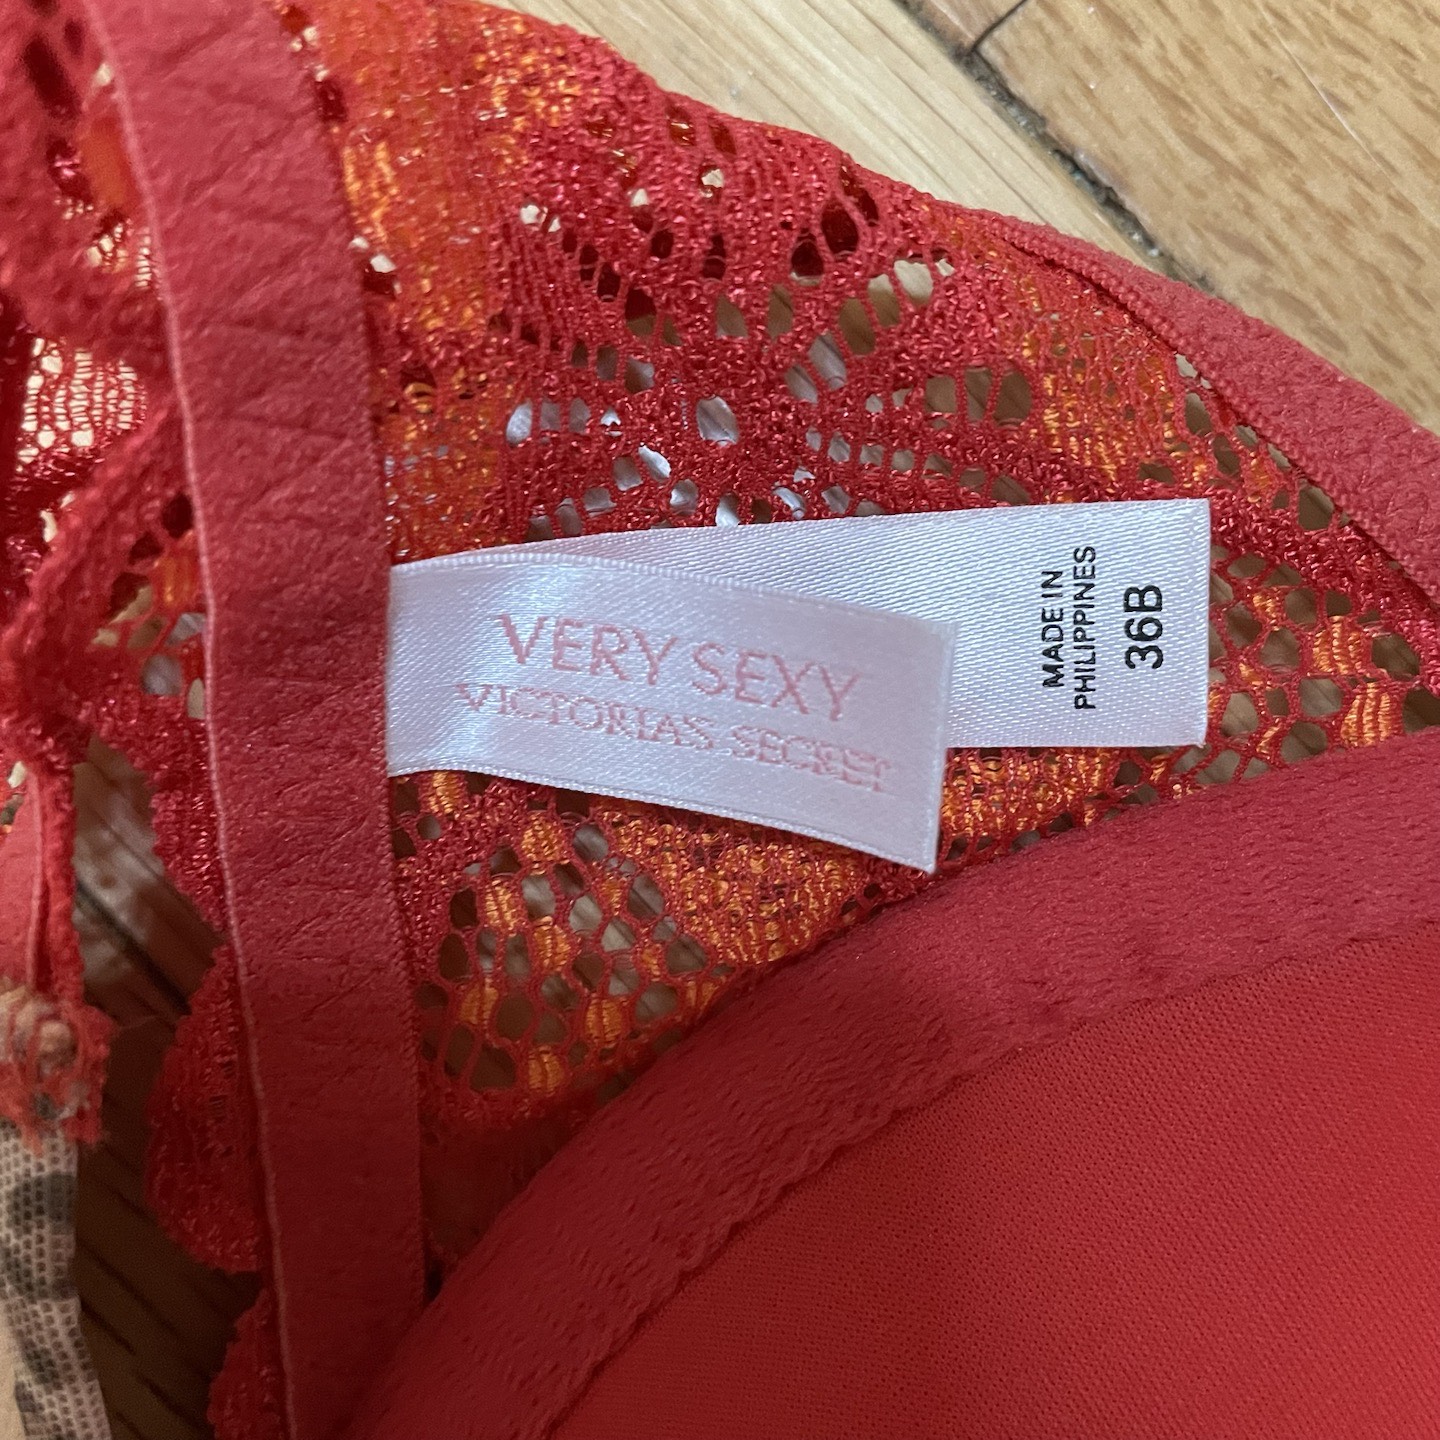 VERY SEXY
VICTORIA'S SECRET
MADE IN
PHILIPPINES
36B